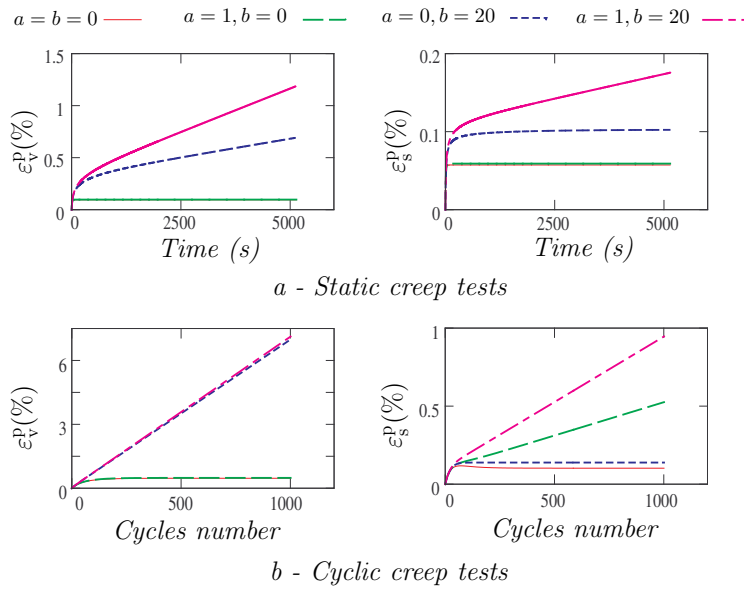 a = b = 0 a = 1, b = 0 a = 0, b = 20 a = 1, b = 20
1.5
1
0.5
0
ε_v^p(%)
0 2500 5000
Time (s)
0.2
0.1
0
ε_s^p(%)
0 2500 5000
Time (s)
a - Static creep tests
6
3
0
ε_v^p(%)
0 500 1000
Cycles number
1
0.5
0
ε_s^p(%)
0 500 1000
Cycles number
b - Cyclic creep tests